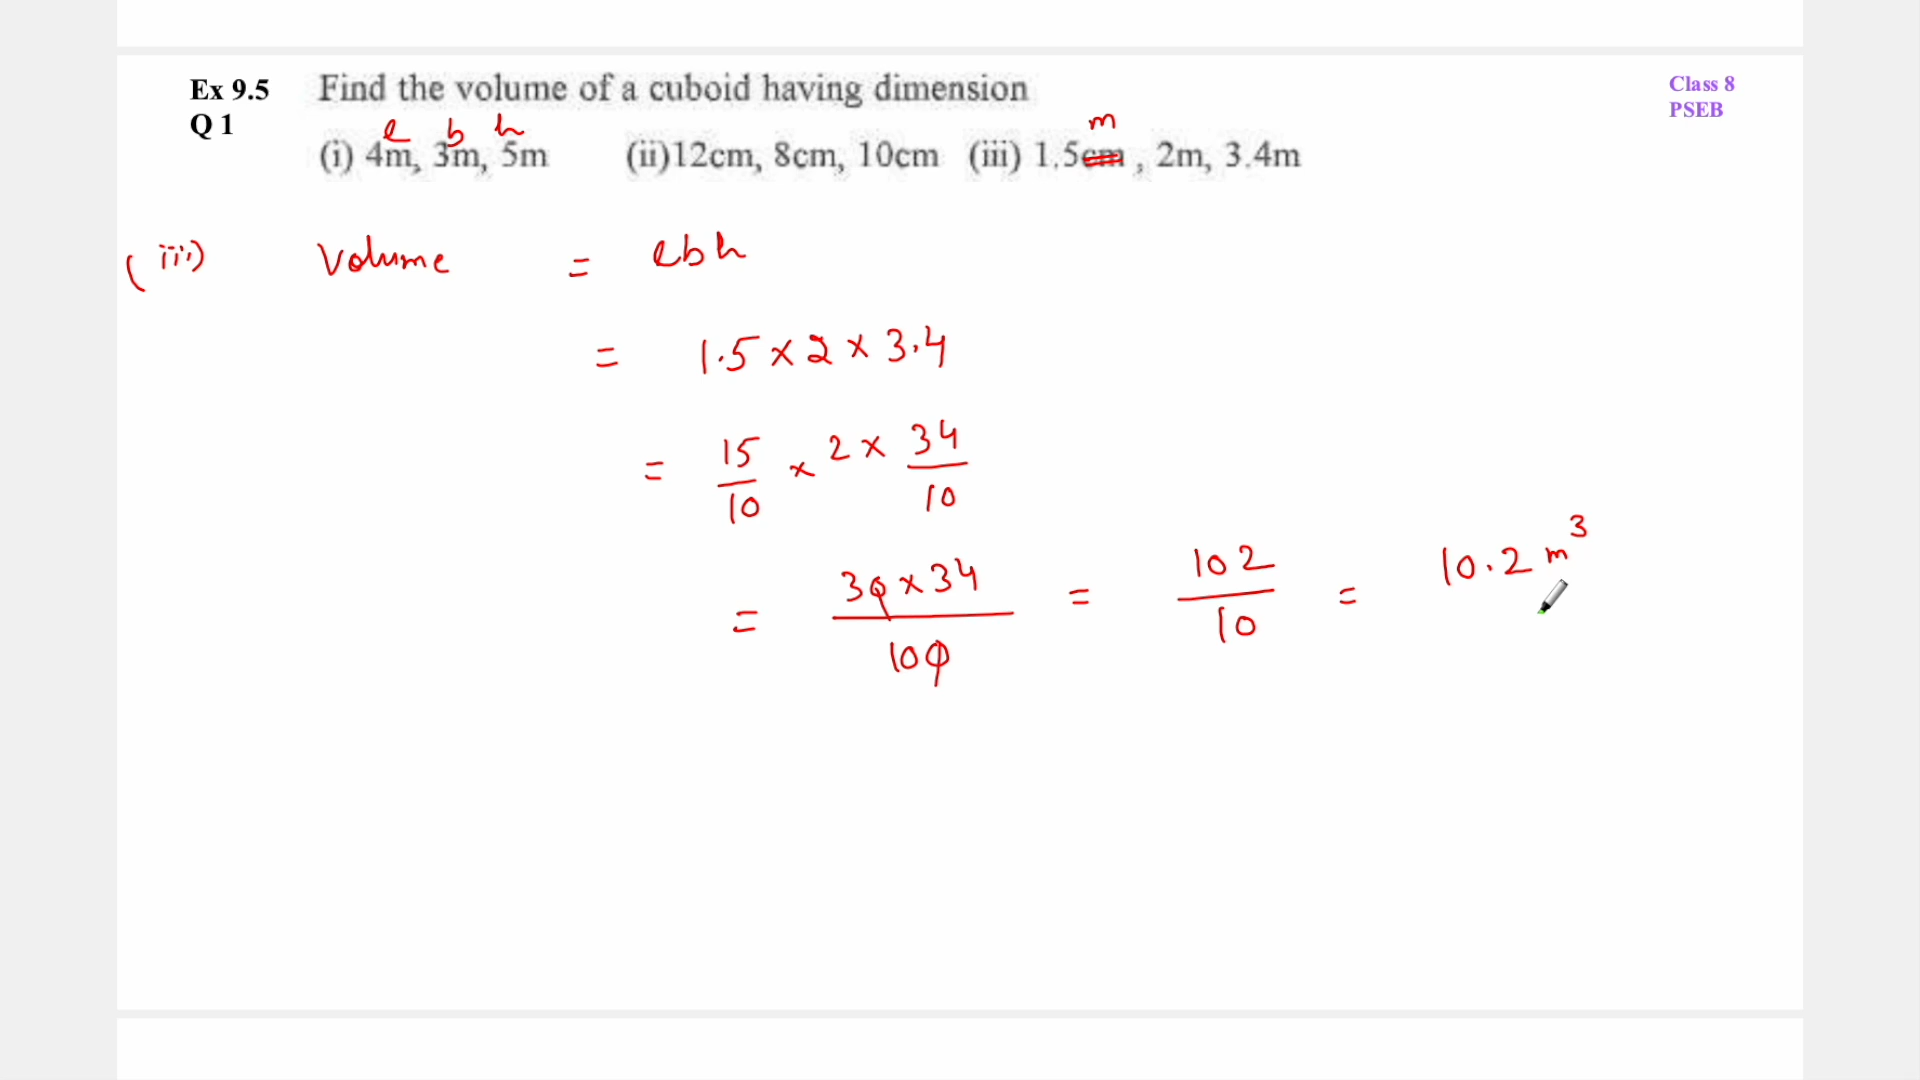 Ex 9.5 Find the volume of a cuboid having dimension
Class 8
Q 1
PSEB
l b h m
(i) 4m, 3m, 5m (ii)12cm, 8cm, 10cm (iii) 1.5cm , 2m, 3.4m
(iii) Volume = lbh
= 1.5 × 2 × 3.4
= 15/10 × 2 × 34/10
= 30 × 34/100 = 102/10 = 10.2 m³